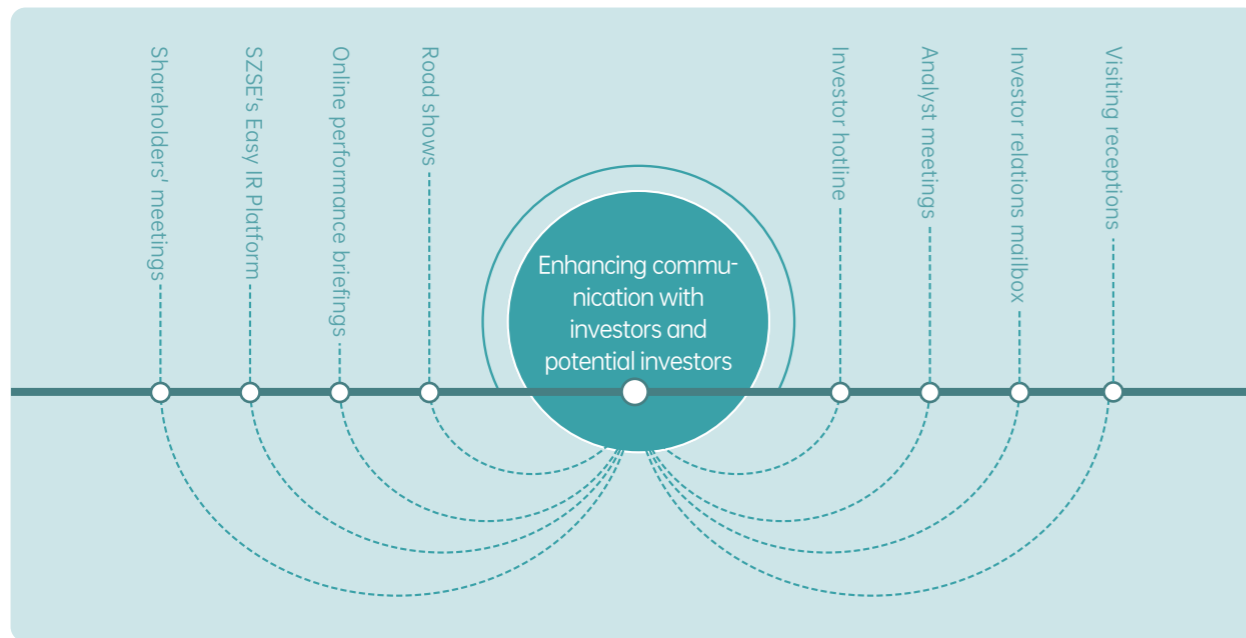 Shareholders' meetings
SZSE's Easy IR Platform
Online performance briefings
Road shows
Enhancing commu-
nication with
investors and
potential investors
Investor hotline
Analyst meetings
Investor relations mailbox
Visiting receptions